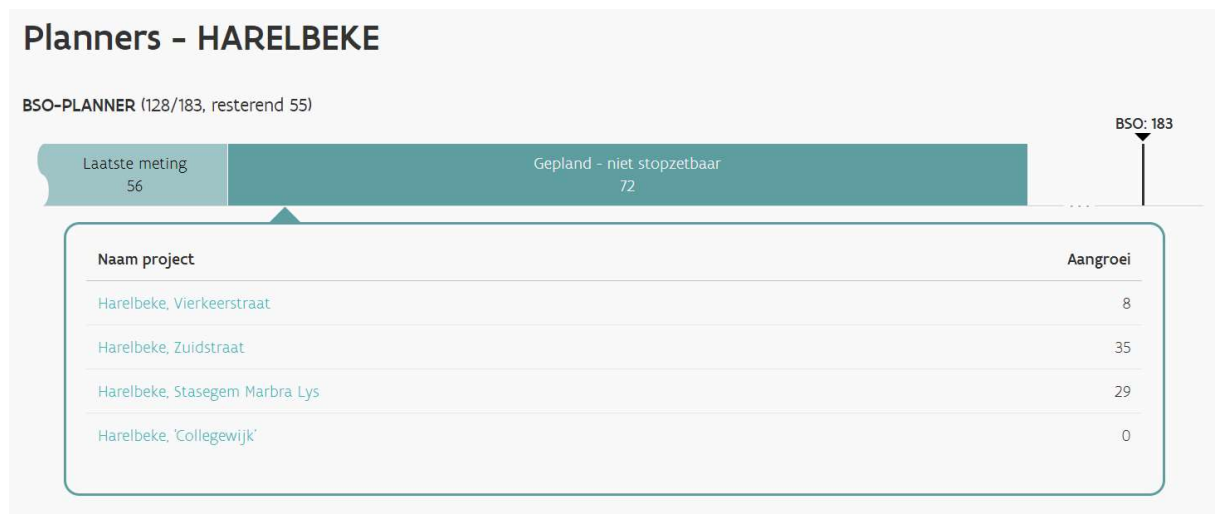 Planners - HARELBEKE
BSO-PLANNER (128/183, resterend 55)
BSO: 183
Laatste meting
56
Gepland - niet stopzetbaar
72
...
Naam project Aangroei
Harelbeke, Vierkeerstraat 8
Harelbeke, Zuidstraat 35
Harelbeke, Stasegem Marbra Lys 29
Harelbeke, 'Collegewijk' 0